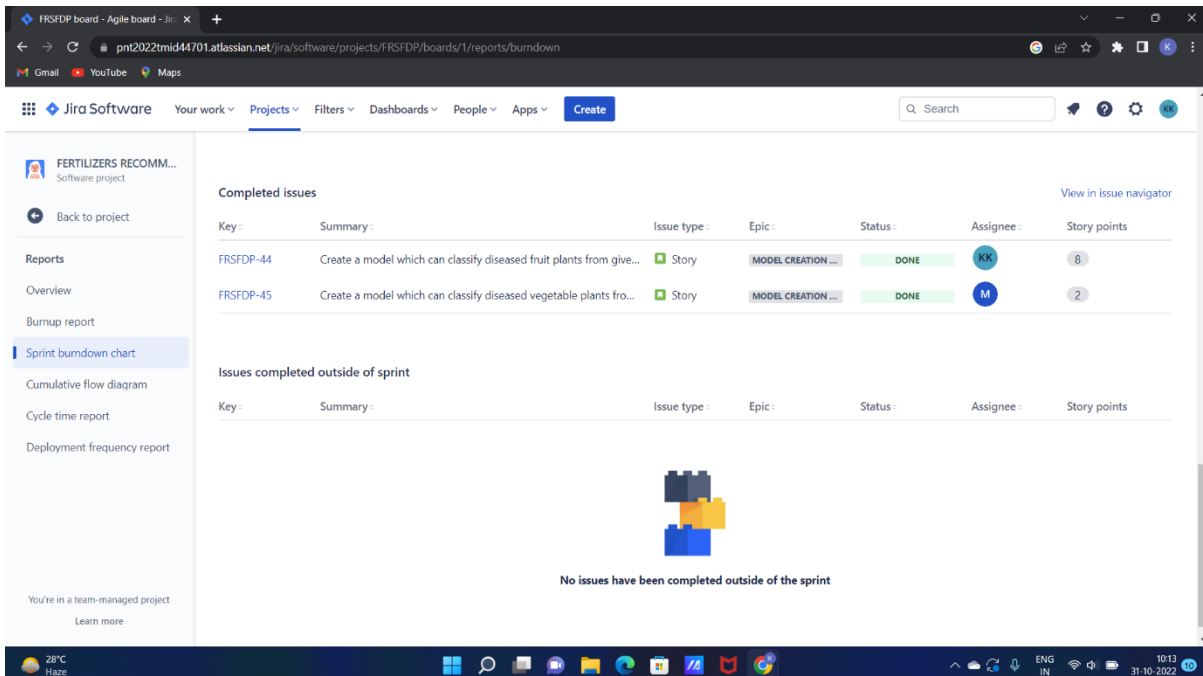 FRSFDP board - Agile board - Jir
pnt2022tmid44701.atlassian.net/jira/software/projects/FRSFDP/boards/1/reports/burndown
G
K
Gmail YouTube Maps
Jira Software Your work Projects Filters Dashboards People Apps Create Search KK
FERTILIZERS RECOMM...
Software project
Back to project
Reports
Overview
Burnup report
Sprint burndown chart
Cumulative flow diagram
Cycle time report
Deployment frequency report
You're in a team-managed project
Learn more
Completed issues View in issue navigator
Key Summary Issue type Epic Status Assignee Story points
FRSFDP-44 Create a model which can classify diseased fruit plants from give... Story MODEL CREATION ... DONE KK 8
FRSFDP-45 Create a model which can classify diseased vegetable plants fro... Story MODEL CREATION ... DONE M 2
Issues completed outside of sprint
Key Summary Issue type Epic Status Assignee Story points
No issues have been completed outside of the sprint
28°C
Haze
ENG
IN
10:13
31-10-2022
10